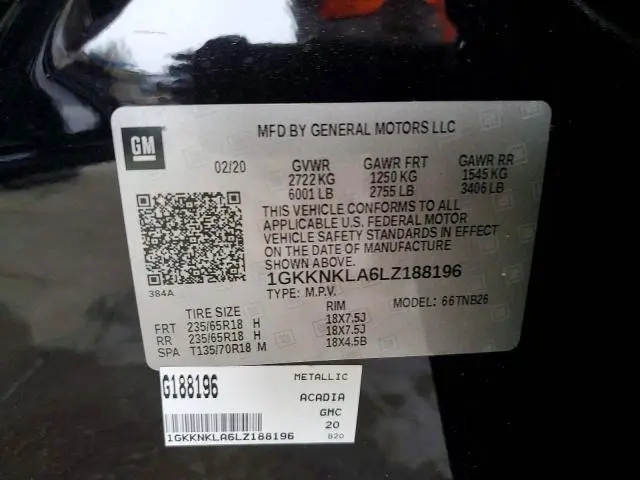 GM
MFD BY GENERAL MOTORS LLC
02/20 GVWR GAWR FRT GAWR RR
2722 KG 1250 KG 1545 KG
6001 LB 2755 LB 3406 LB
THIS VEHICLE CONFORMS TO ALL
APPLICABLE U.S. FEDERAL MOTOR
VEHICLE SAFETY STANDARDS IN EFFECT
ON THE DATE OF MANUFACTURE
SHOWN ABOVE.
384A
1GKKNKLA6LZ188196
TYPE: M.P.V. MODEL: 66TNB26
TIRE SIZE RIM
FRT 235/65R18 H 18X7.5J
RR 235/65R18 H 18X7.5J
SPA T135/70R18 M 18X4.5B
G188196 METALLIC
ACADIA
GMC
20
1GKKNKLA6LZ188196 B20